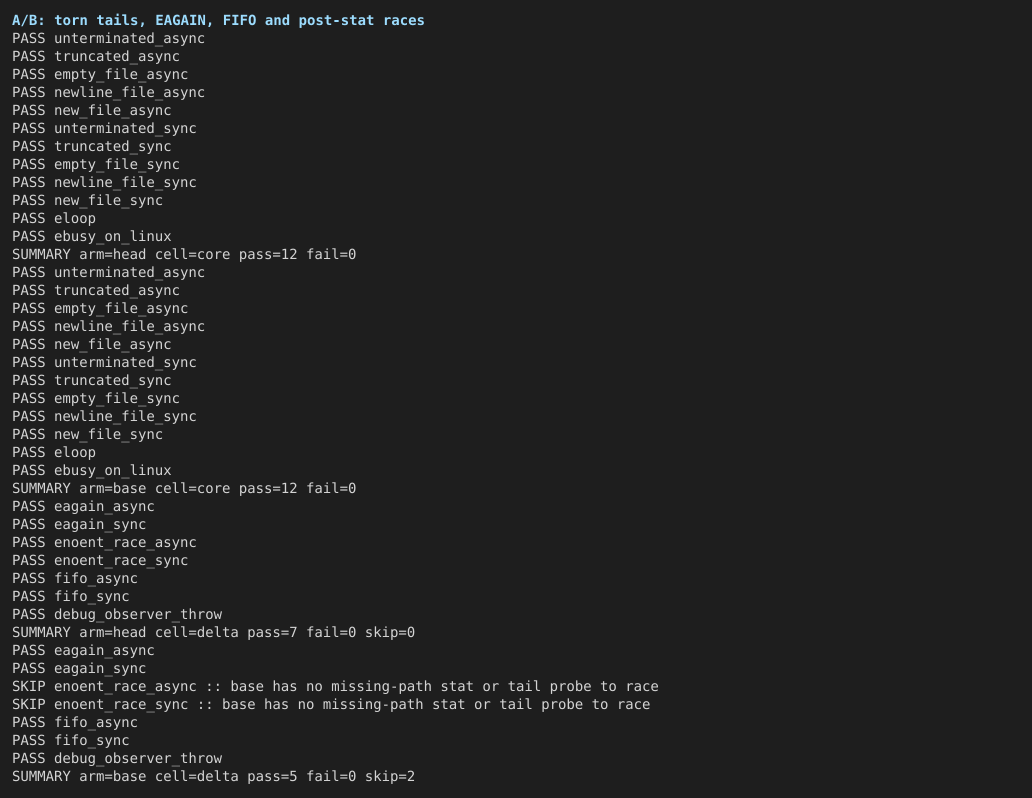 A/B: torn tails, EAGAIN, FIFO and post-stat races
PASS unterminated_async
PASS truncated_async
PASS empty_file_async
PASS newline_file_async
PASS new_file_async
PASS unterminated_sync
PASS truncated_sync
PASS empty_file_sync
PASS newline_file_sync
PASS new_file_sync
PASS eloop
PASS ebusy_on_linux
SUMMARY arm=head cell=core pass=12 fail=0
PASS unterminated_async
PASS truncated_async
PASS empty_file_async
PASS newline_file_async
PASS new_file_async
PASS unterminated_sync
PASS truncated_sync
PASS empty_file_sync
PASS newline_file_sync
PASS new_file_sync
PASS eloop
PASS ebusy_on_linux
SUMMARY arm=base cell=core pass=12 fail=0
PASS eagain_async
PASS eagain_sync
PASS enoent_race_async
PASS enoent_race_sync
PASS fifo_async
PASS fifo_sync
PASS debug_observer_throw
SUMMARY arm=head cell=delta pass=7 fail=0 skip=0
PASS eagain_async
PASS eagain_sync
SKIP enoent_race_async :: base has no missing-path stat or tail probe to race
SKIP enoent_race_sync :: base has no missing-path stat or tail probe to race
PASS fifo_async
PASS fifo_sync
PASS debug_observer_throw
SUMMARY arm=base cell=delta pass=5 fail=0 skip=2